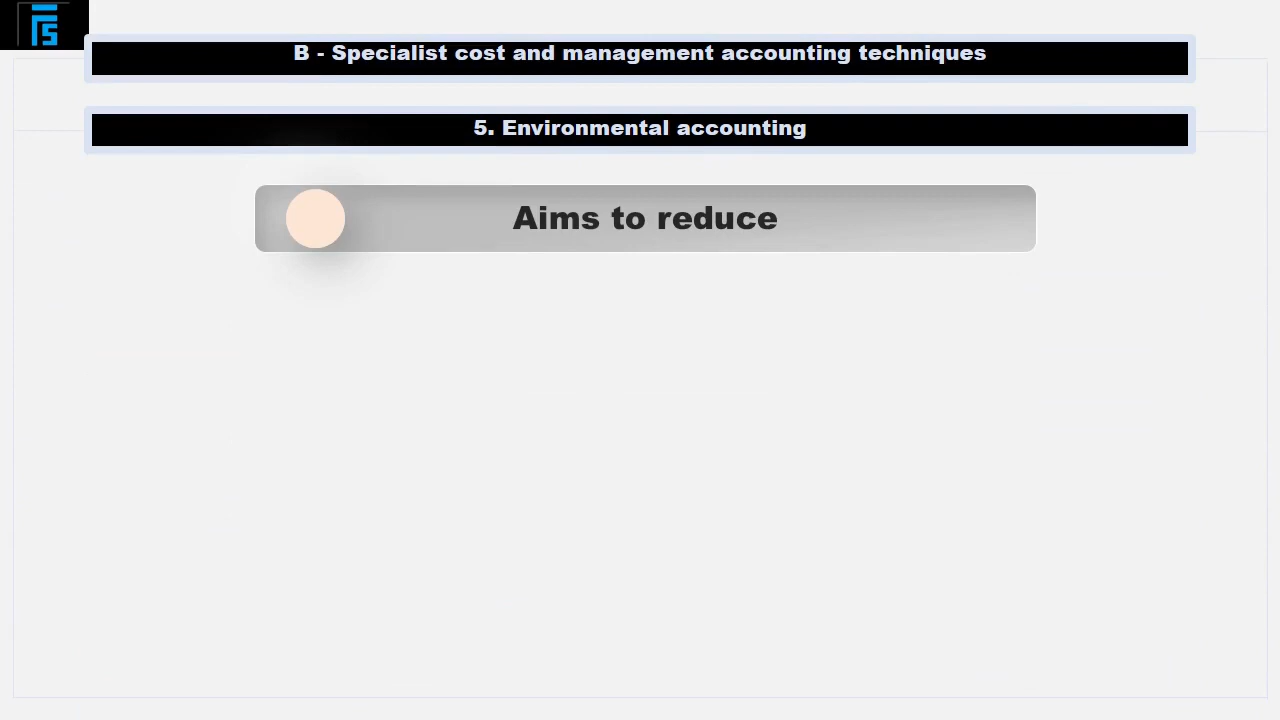 B - Specialist cost and management accounting techniques
5. Environmental accounting
Aims to reduce